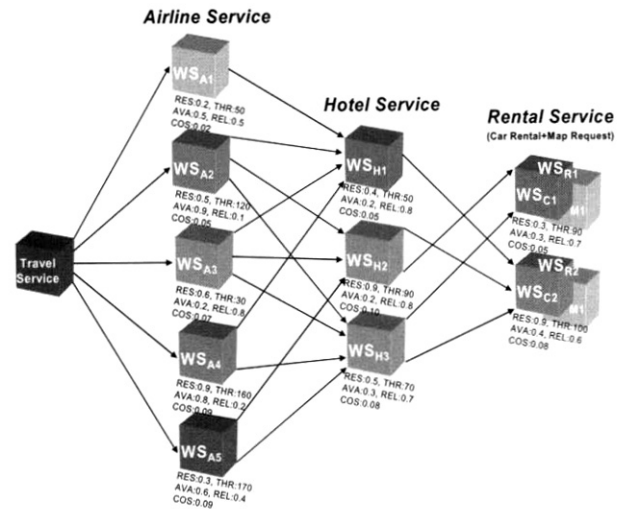 Airline Service
WSA1
RES:0.2, THR:50
AVA:0.5, REL:0.5
COS:0.02
WSA2
RES:0.5, THR:120
AVA:0.9, REL:0.1
COS:0.05
Travel
Service
WSA3
RES:0.6, THR:30
AVA:0.2, REL:0.8
COS:0.07
WSA4
RES:0.9, THR:160
AVA:0.8, REL:0.2
COS:0.09
WSA5
RES:0.3, THR:170
AVA:0.6, REL:0.4
COS:0.09
Hotel Service
WSH1
RES:0.4, THR:50
AVA:0.2, REL:0.8
COS:0.05
WSH2
RES:0.9, THR:90
AVA:0.2, REL:0.8
COS:0.10
WSH3
RES:0.5, THR:70
AVA:0.3, REL:0.7
COS:0.08
Rental Service
(Car Rental+Map Request)
WSR1
WSC1
M1
RES:0.3, THR:90
AVA:0.3, REL:0.7
COS:0.05
WSR2
WSC2
M1
RES:0.9, THR:100
AVA:0.4, REL:0.6
COS:0.08